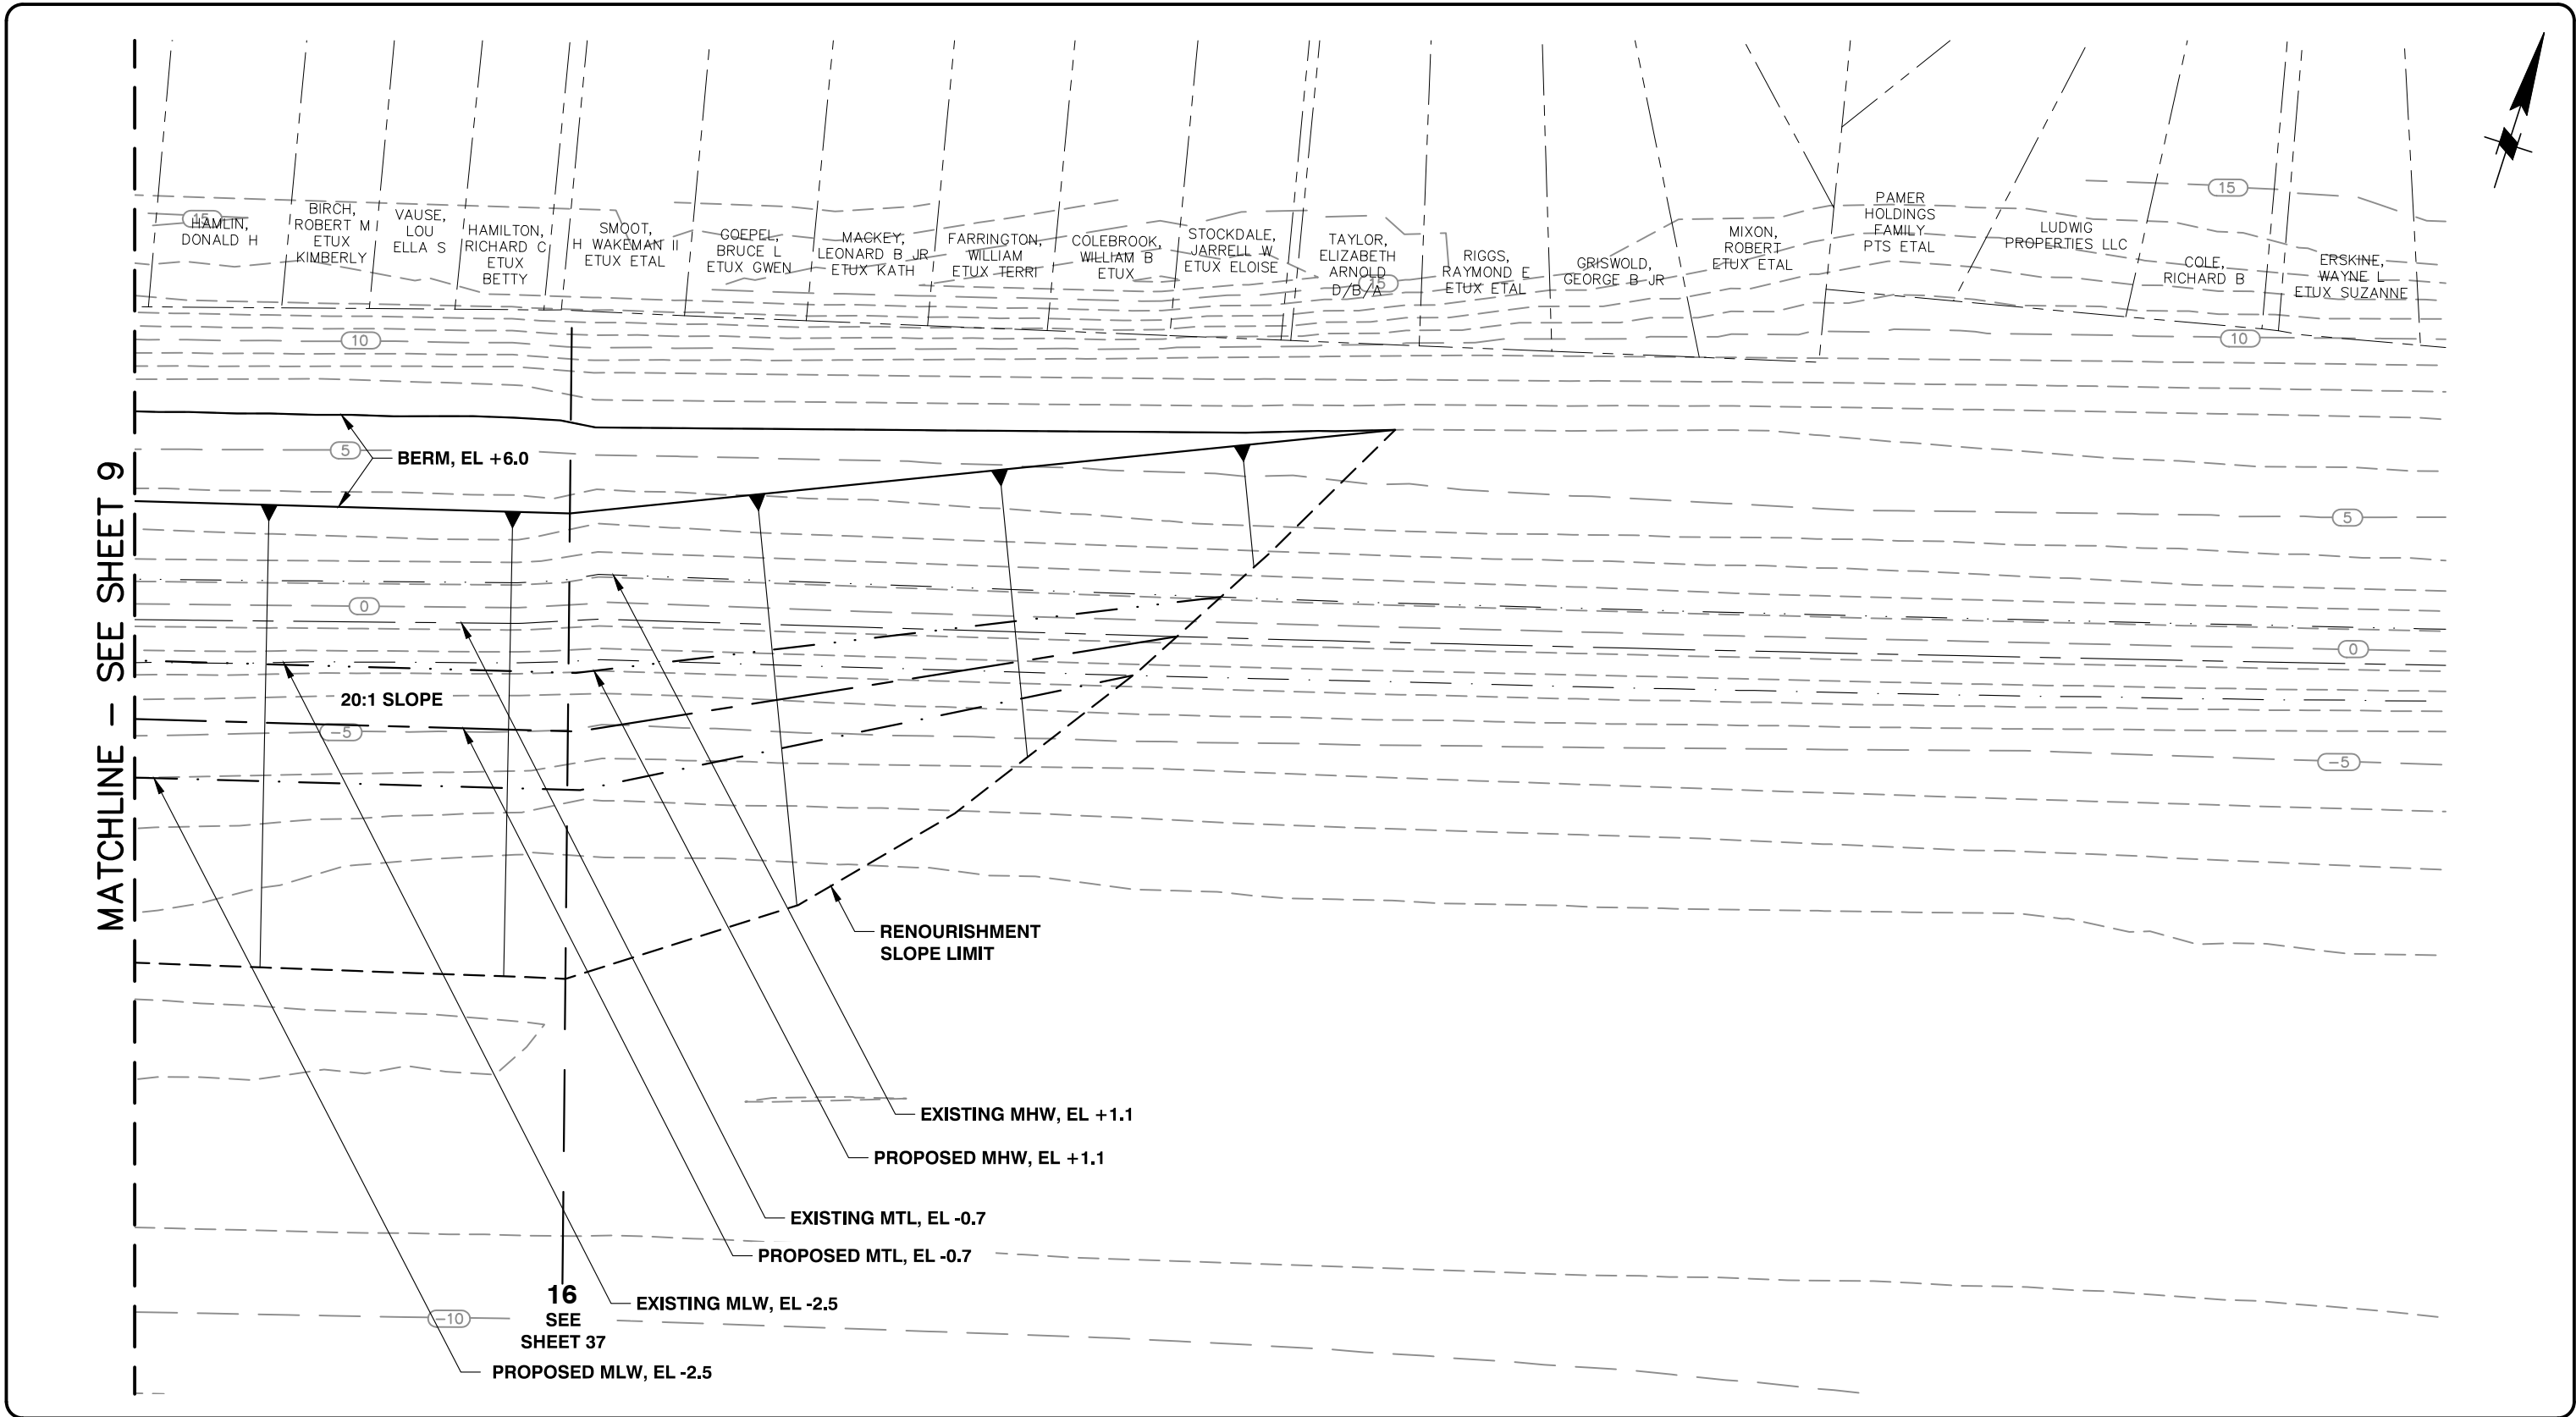 15
HAMLIN,
DONALD H
BIRCH,
ROBERT M
ETUX
KIMBERLY
VAUSE,
LOU
ELLA S
HAMILTON,
RICHARD C
ETUX
BETTY
SMOOT,
H WAKEMAN II
ETUX ETAL
GOEPEL,
BRUCE L
ETUX GWEN
MACKEY,
LEONARD B JR
ETUX KATH
FARRINGTON,
WILLIAM
ETUX TERRI
COLEBROOK,
WILLIAM B
ETUX
STOCKDALE,
JARRELL W
ETUX ELOISE
TAYLOR,
ELIZABETH
ARNOLD
D/B/A
15
RIGGS,
RAYMOND E
ETUX ETAL
GRISWOLD,
GEORGE B JR
MIXON,
ROBERT
ETUX ETAL
PAMER
HOLDINGS
FAMILY
PTS ETAL
LUDWIG
PROPERTIES LLC
COLE,
RICHARD B
ERSKINE,
WAYNE L
ETUX SUZANNE
15
10
10
5
BERM, EL +6.0
5
0
0
20:1 SLOPE
-5
-5
MATCHLINE – SEE SHEET 9
RENOURISHMENT
SLOPE LIMIT
EXISTING MHW, EL +1.1
PROPOSED MHW, EL +1.1
EXISTING MTL, EL -0.7
PROPOSED MTL, EL -0.7
EXISTING MLW, EL -2.5
16
SEE
SHEET 37
-10
PROPOSED MLW, EL -2.5